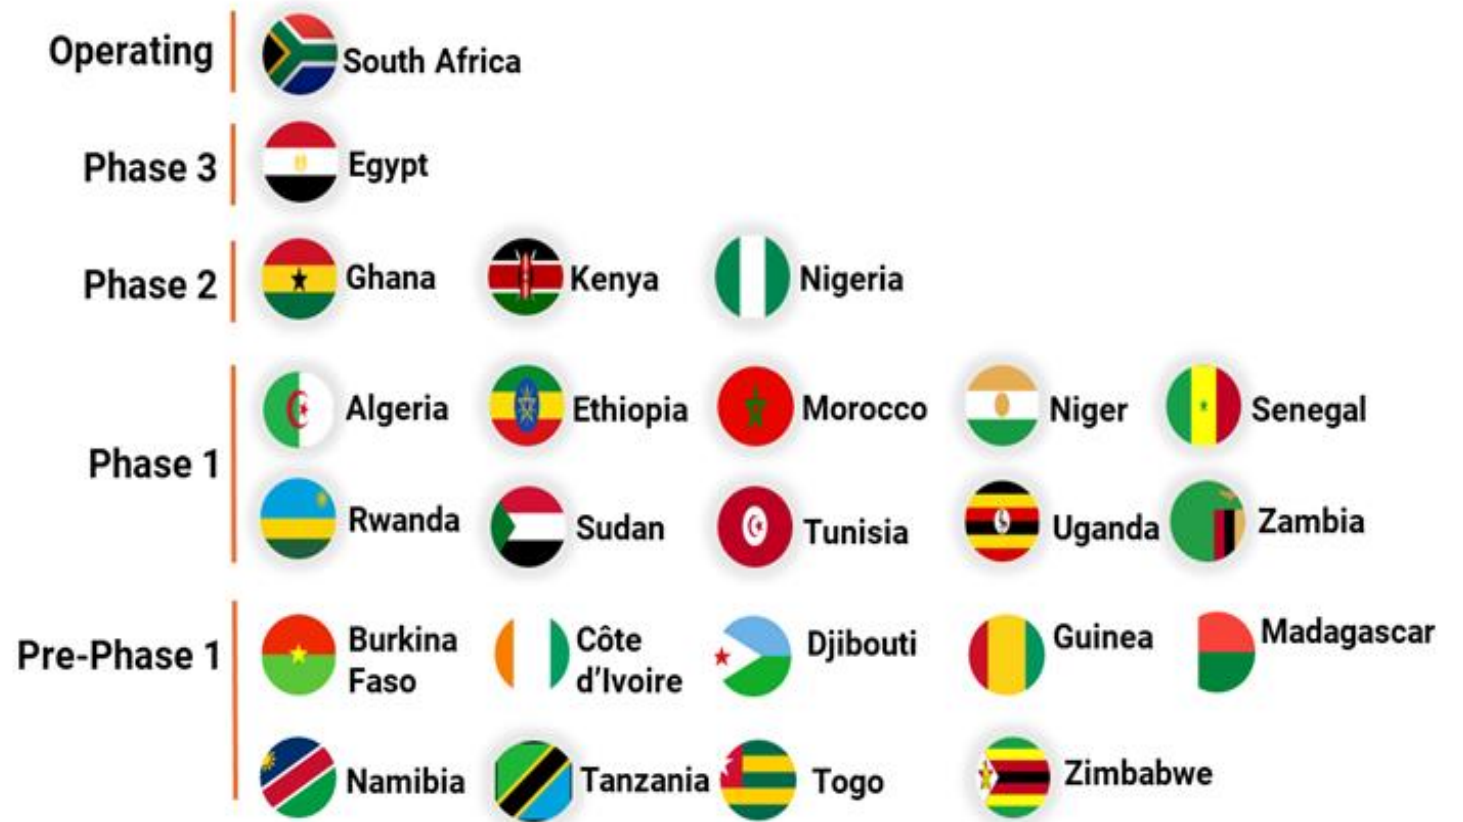 Operating
South Africa
Phase 3
Egypt
Phase 2
Ghana
Kenya
Nigeria
Phase 1
Algeria
Ethiopia
Morocco
Niger
Senegal
Rwanda
Sudan
Tunisia
Uganda
Zambia
Pre-Phase 1
Burkina
Faso
Côte
d’Ivoire
Djibouti
Guinea
Madagascar
Namibia
Tanzania
Togo
Zimbabwe